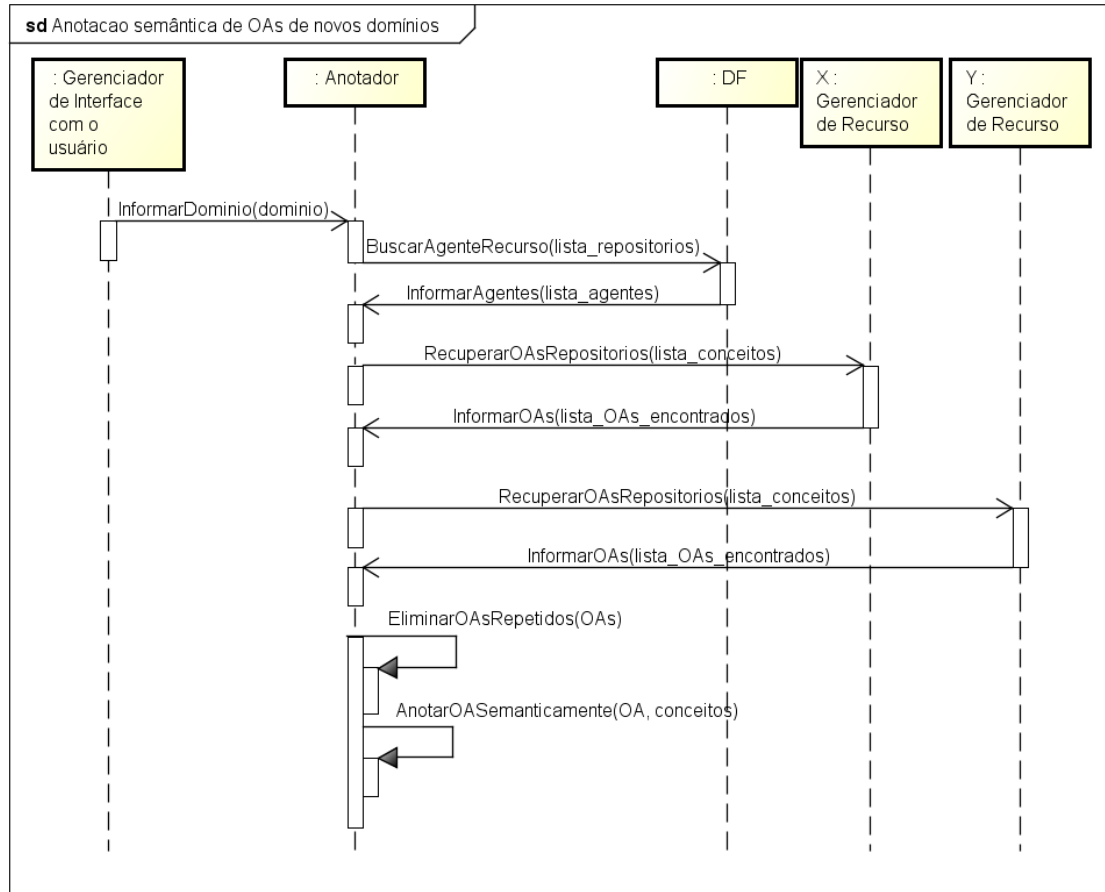 sd Anotacao semântica de OAs de novos domínios
: Gerenciador
de Interface
com o
usuário
: Anotador
: DF
X :
Gerenciador
de Recurso
Y :
Gerenciador
de Recurso
InformarDominio(dominio)
BuscarAgenteRecurso(lista_repositorios)
InformarAgentes(lista_agentes)
RecuperarOAsRepositorios(lista_conceitos)
InformarOAs(lista_OAs_encontrados)
RecuperarOAsRepositorios(lista_conceitos)
InformarOAs(lista_OAs_encontrados)
EliminarOAsRepetidos(OAs)
AnotarOASemanticamente(OA, conceitos)